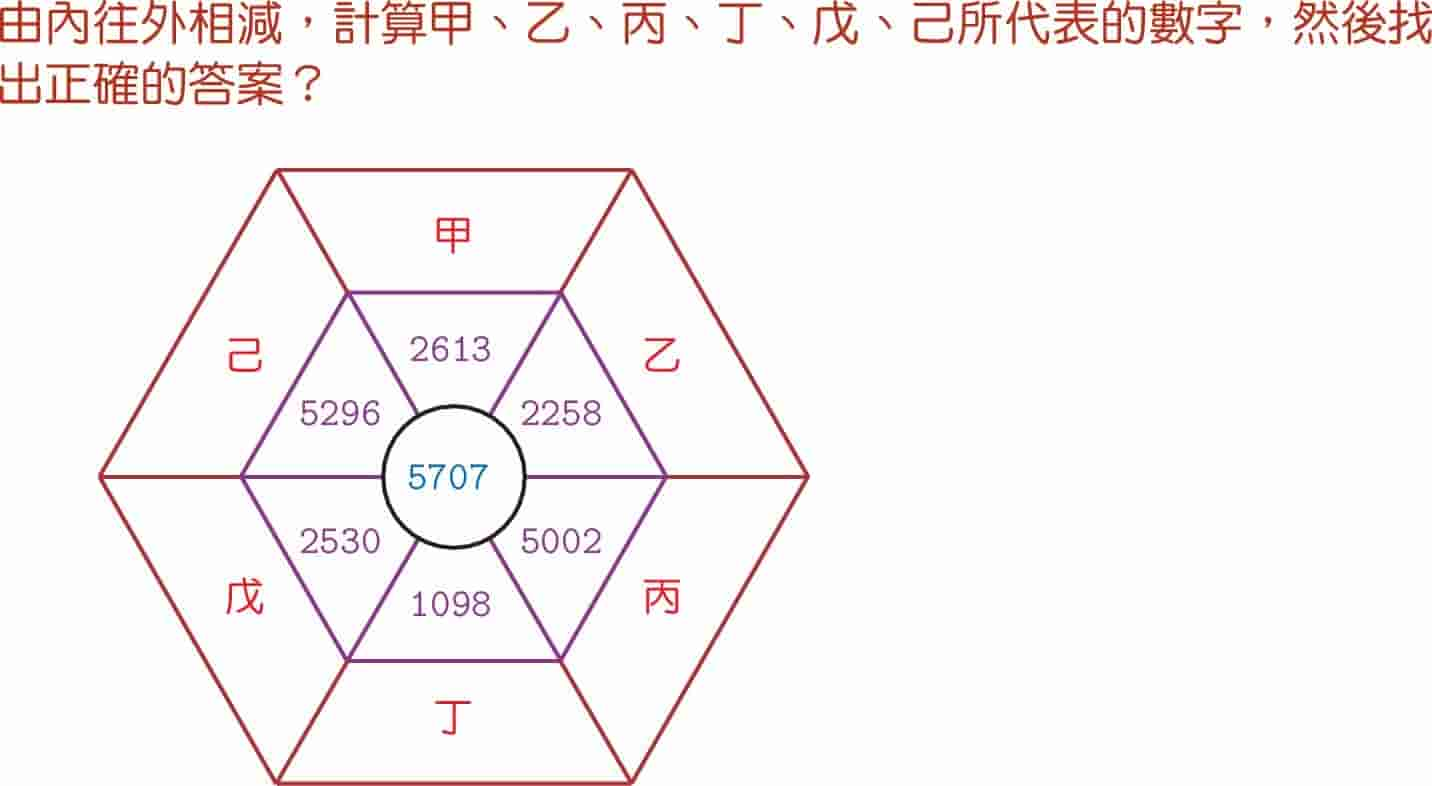 由內往外相減，計算甲、乙、丙、丁、戊、己所代表的數字，然後找
出正確的答案？
甲
己
2613
乙
5296
2258
5707
2530
5002
戊
1098
丙
丁